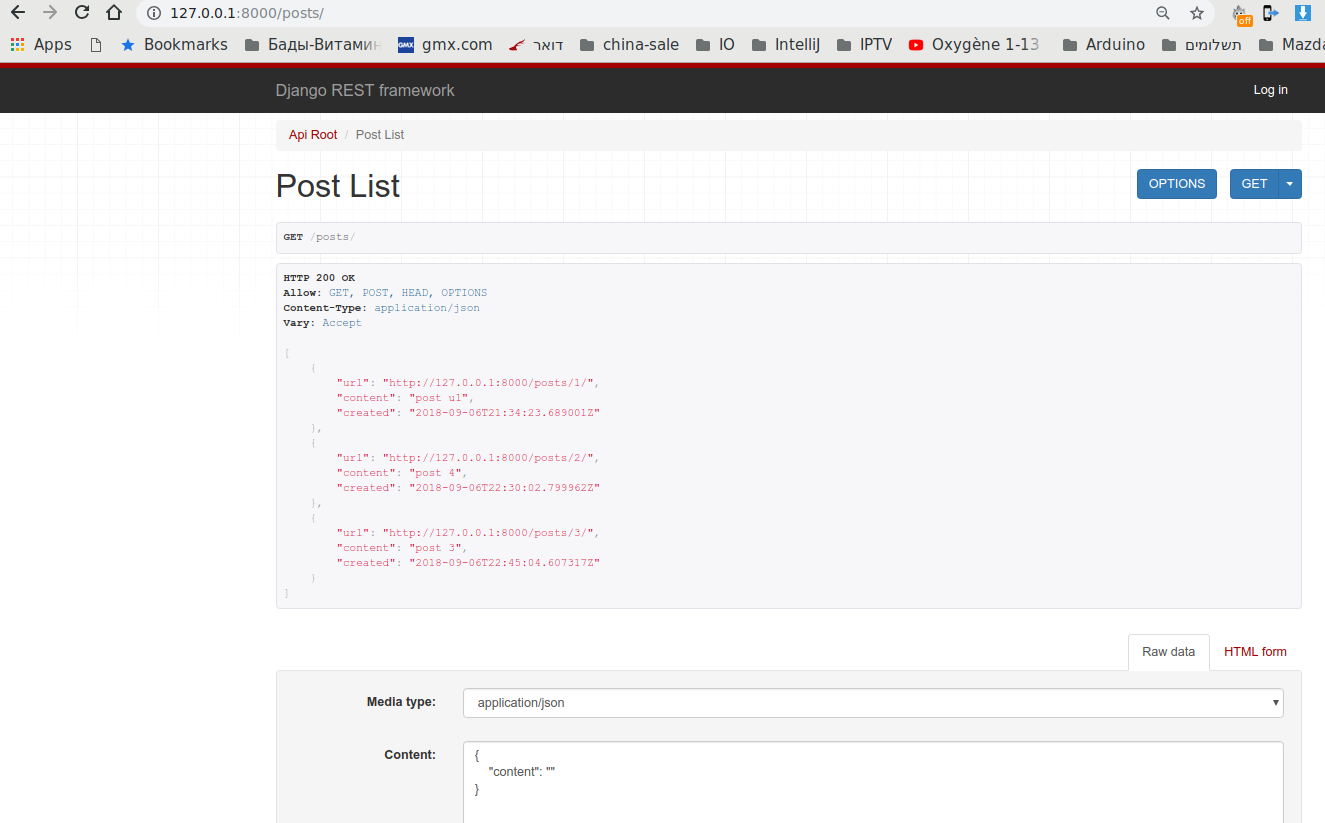 127.0.0.1:8000/posts/
off
Apps Bookmarks Бады-Витамин GMX gmx.com דואר china-sale IO IntelliJ IPTV Oxygène 1-13 Arduino תשלומים Mazda
Django REST framework Log in
Api Root / Post List
Post List OPTIONS GET
GET /posts/
HTTP 200 OK
Allow: GET, POST, HEAD, OPTIONS
Content-Type: application/json
Vary: Accept
[
{
"url": "http://127.0.0.1:8000/posts/1/",
"content": "post u1",
"created": "2018-09-06T21:34:23.689001Z"
},
{
"url": "http://127.0.0.1:8000/posts/2/",
"content": "post 4",
"created": "2018-09-06T22:30:02.799962Z"
},
{
"url": "http://127.0.0.1:8000/posts/3/",
"content": "post 3",
"created": "2018-09-06T22:45:04.607317Z"
}
]
Raw data HTML form
Media type: application/json
Content: {
"content": ""
}